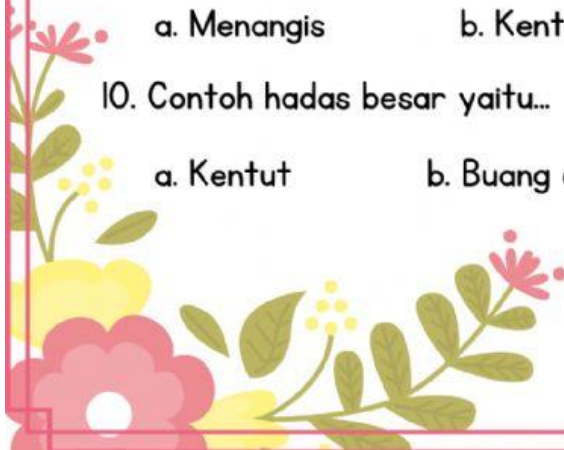 a. Menangis b. Kent
10. Contoh hadas besar yaitu...
a. Kentut b. Buang